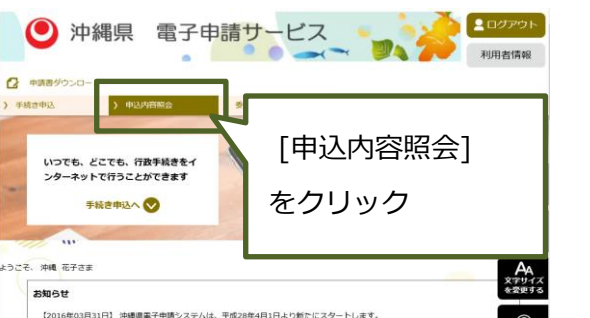 沖縄県 電子申請サービス
ログアウト
利用者情報
申請書ダウンロー
》 手続き申込
》 申込内容照会
[申込内容照会]
をクリック
いつでも、どこでも、行政手続きをイ
ンターネットで行うことができます
手続き申込へ
ようこそ、 沖縄 花子さま
AA
文字サイズ
を変更する
お知らせ
【2016年03月31日】 沖縄県電子申請システムは、平成28年4月1日より新たにスタートします。